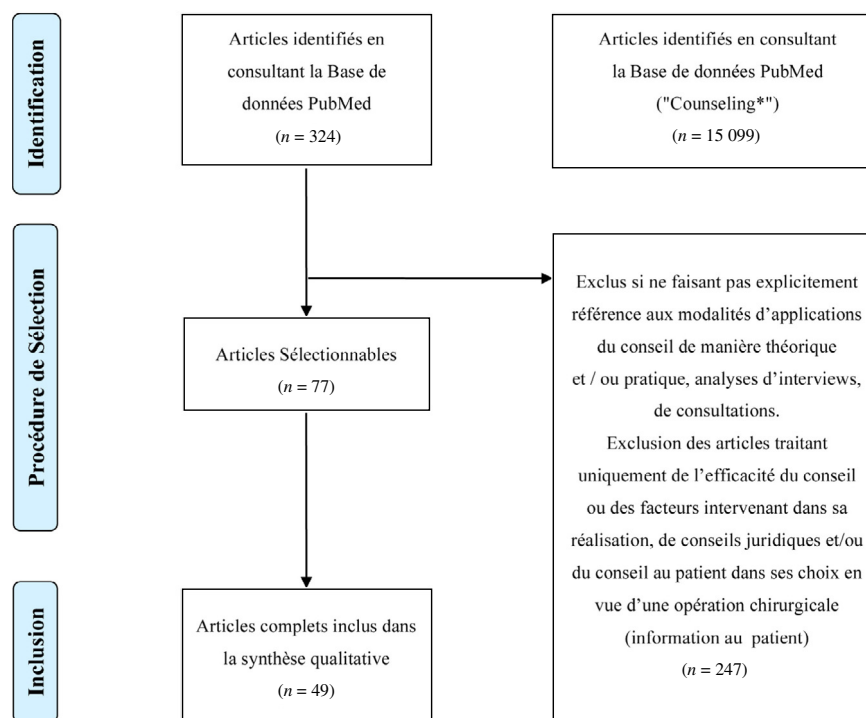 Identification
Articles identifiés en
consultant la Base de
données PubMed
(n = 324)
Articles identifiés en consultant
la Base de données PubMed
("Counseling*")
(n = 15 099)
Procédure de Sélection
Articles Sélectionnables
(n = 77)
Exclus si ne faisant pas explicitement
référence aux modalités d’applications
du conseil de manière théorique
et / ou pratique, analyses d’interviews,
de consultations.
Exclusion des articles traitant
uniquement de l’efficacité du conseil
ou des facteurs intervenant dans sa
réalisation, de conseils juridiques et/ou
du conseil au patient dans ses choix en
vue d’une opération chirurgicale
(information au patient)
(n = 247)
Inclusion
Articles complets inclus dans
la synthèse qualitative
(n = 49)